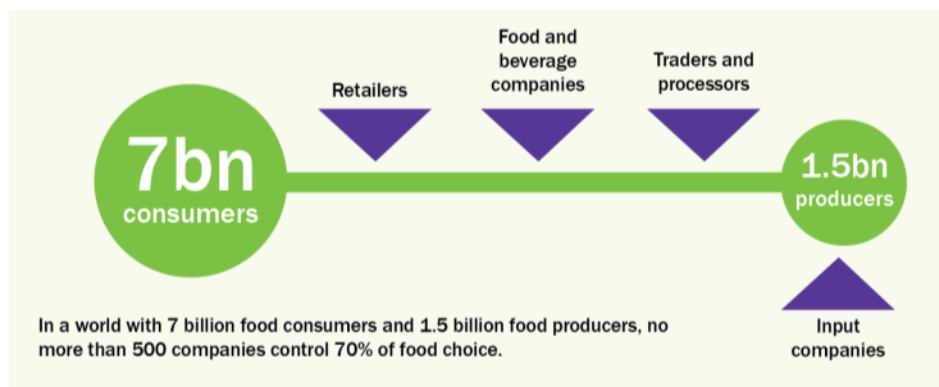 Food and
beverage
companies
Retailers
Traders and
processors
7bn
consumers
1.5bn
producers
In a world with 7 billion food consumers and 1.5 billion food producers, no
more than 500 companies control 70% of food choice.
Input
companies